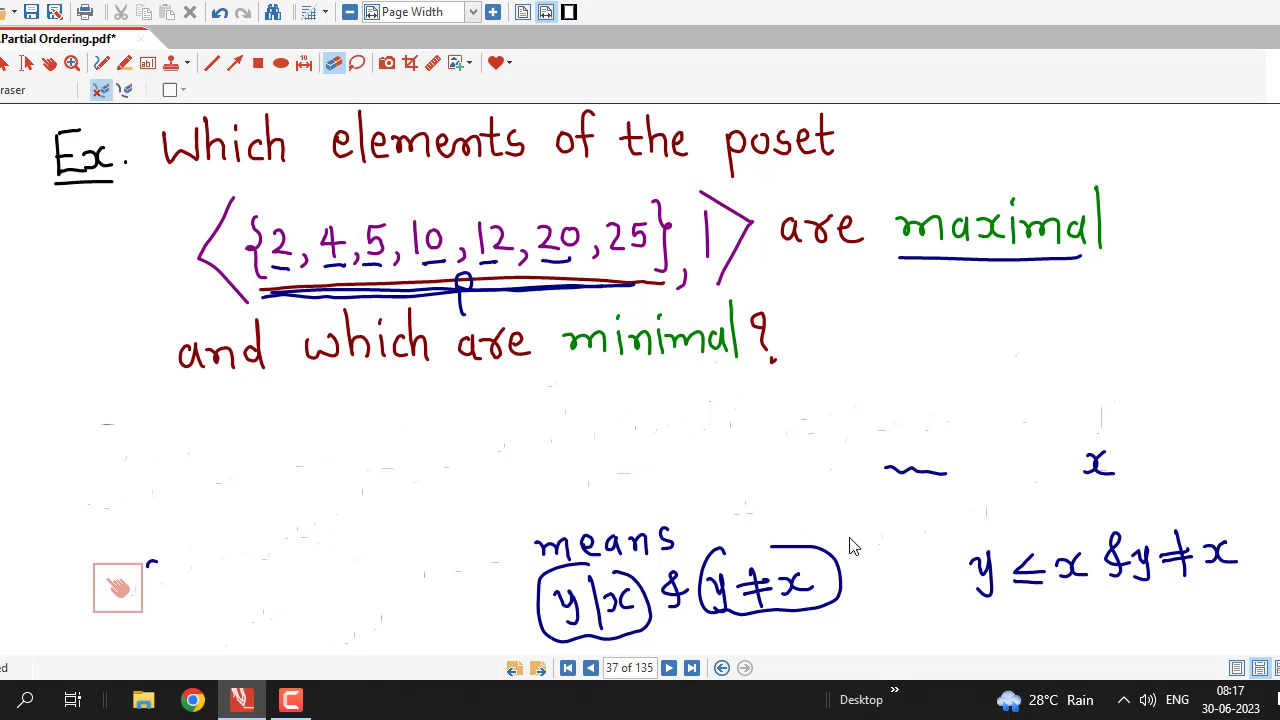 Page Width
.Partial Ordering.pdf*
raser
Ex. Which elements of the poset
<{2, 4, 5, 10, 12, 20, 25}, |> are maximal
and which are minimal?
x
means
y|x & y≠x
y ≤ x & y≠x
37 of 135
ed
Desktop
28°C Rain
ENG
08:17
30-06-2023